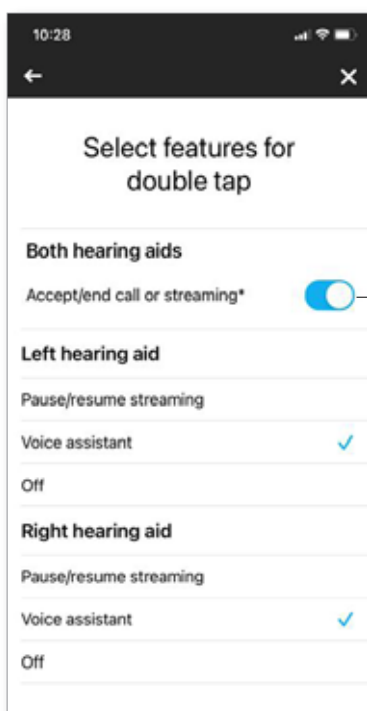 10:28
Select features for
double tap
Both hearing aids
Accept/end call or streaming*
Left hearing aid
Pause/resume streaming
Voice assistant
Off
Right hearing aid
Pause/resume streaming
Voice assistant
Off